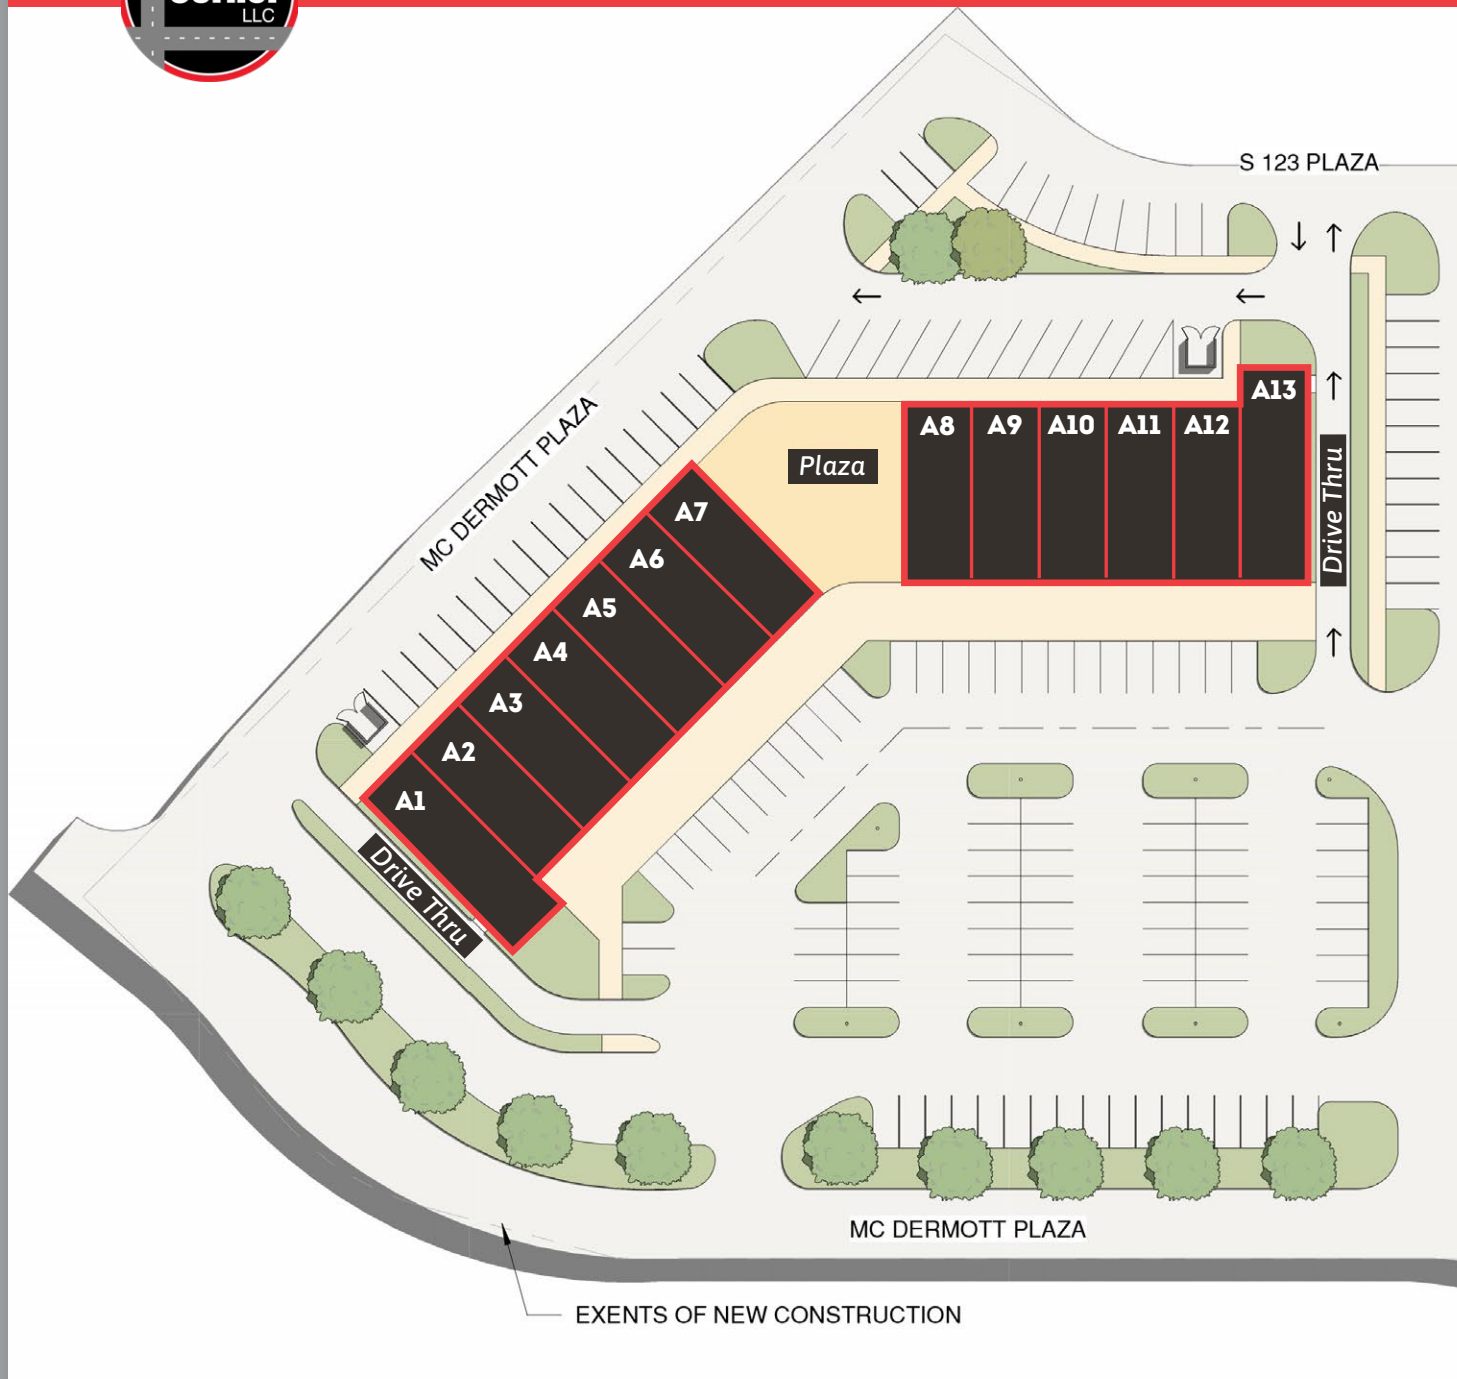 LLC
S 123 PLAZA
MC DERMOTT PLAZA
A13
A8
A9
A10
A11
A12
Plaza
Drive Thru
A7
A6
A5
A4
A3
A2
A1
Drive Thru
MC DERMOTT PLAZA
EXENTS OF NEW CONSTRUCTION